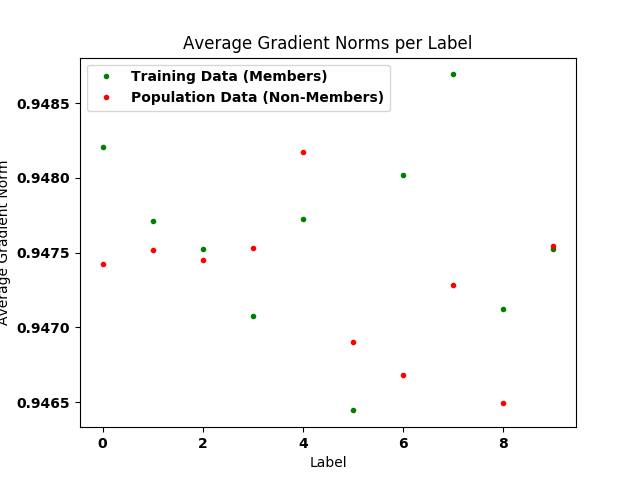 Average Gradient Norms per Label
Training Data (Members)
Population Data (Non-Members)
0.9485
0.9480
0.9475
0.9470
0.9465
Average Gradient Norm
0
2
4
6
8
Label